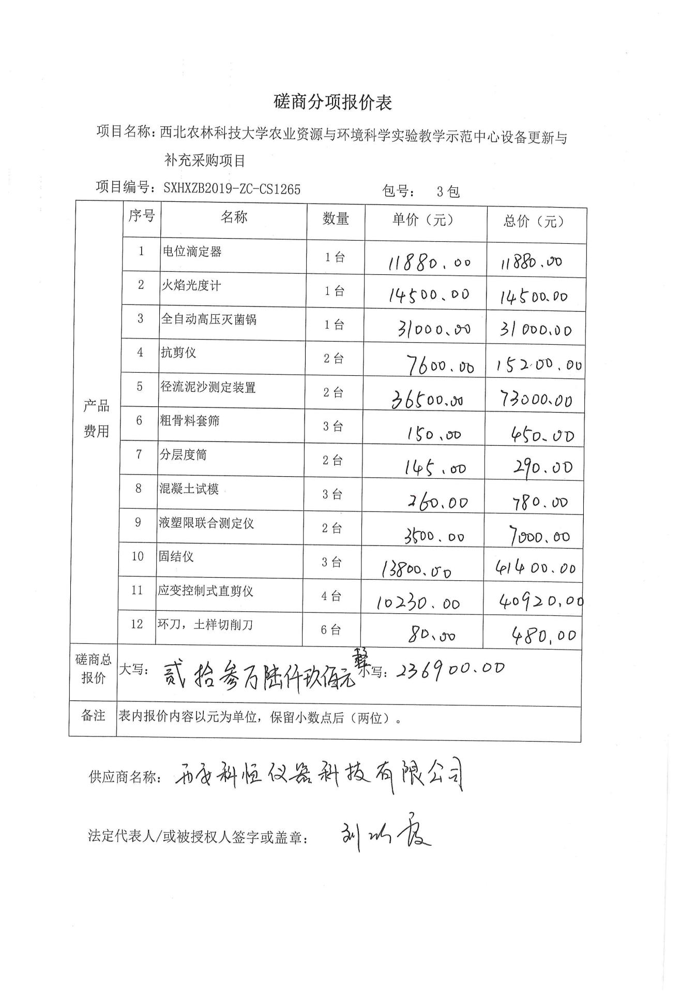 磋商分项报价表
项目名称：西北农林科技大学农业资源与环境科学实验教学示范中心设备更新与
补充采购项目
项目编号：SXHXZB2019-ZC-CS1265 包号： 3 包
产品费用
序号 名称 数量 单价（元） 总价（元）
1 电位滴定器 1 台 11880.00 11880.00
2 火焰光度计 1 台 14500.00 14500.00
3 全自动高压灭菌锅 1 台 31000.00 31000.00
4 抗剪仪 2 台 7600.00 15200.00
5 径流泥沙测定装置 2 台 36500.00 73000.00
6 粗骨料套筛 3 台 150.00 450.00
7 分层度筒 2 台 145.00 290.00
8 混凝土试模 3 台 260.00 780.00
9 液塑限联合测定仪 2 台 3500.00 7000.00
10 固结仪 3 台 13800.00 41400.00
11 应变控制式直剪仪 4 台 10230.00 40920.00
12 环刀，土样切削刀 6 台 80.00 480.00
磋商总报价 大写： 贰拾参万陆仟玖佰元整 小写：236900.00
备注 表内报价内容以元为单位，保留小数点后（两位）。
供应商名称： 西安科恒仪器科技有限公司
法定代表人/或被授权人签字或盖章： 刘